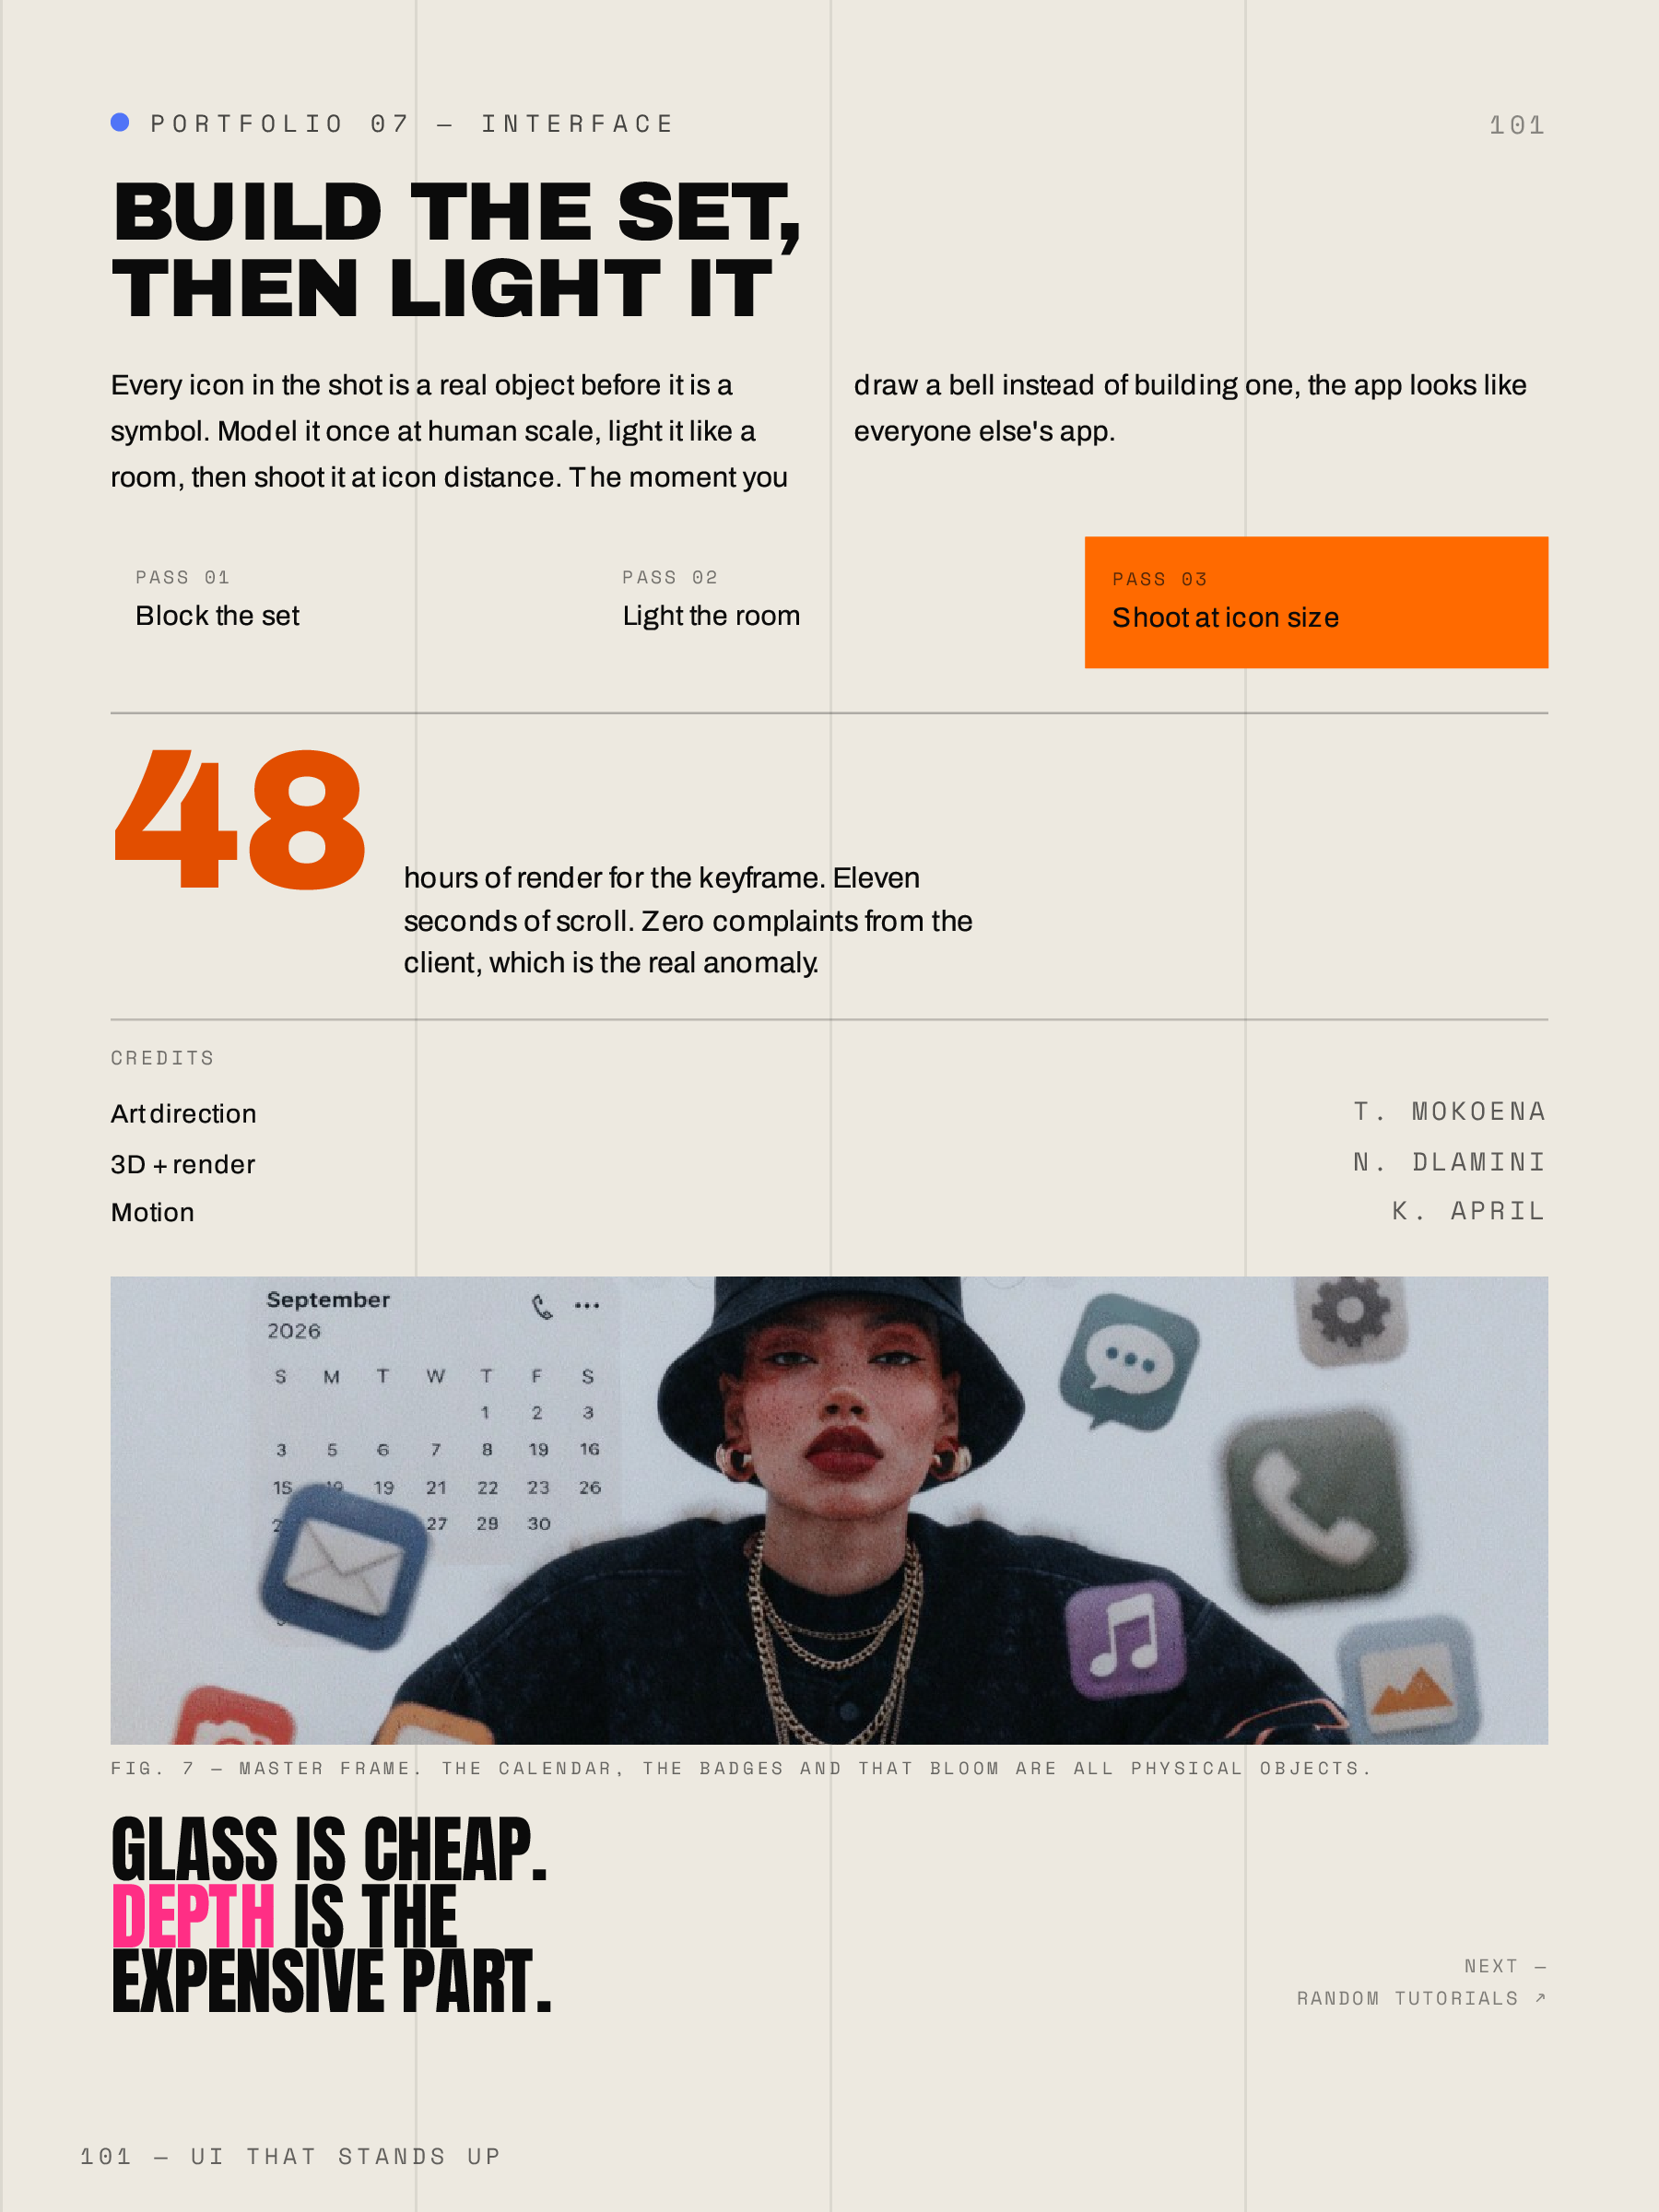 PORTFOLIO 07 — INTERFACE
101
BUILD THE SET,
THEN LIGHT IT
Every icon in the shot is a real object before it is a
symbol. Model it once at human scale, light it like a
room, then shoot it at icon distance. The moment you
draw a bell instead of building one, the app looks like
everyone else's app.
PASS 01
Block the set
PASS 02
Light the room
PASS 03
Shoot at icon size
48
hours of render for the keyframe. Eleven
seconds of scroll. Zero complaints from the
client, which is the real anomaly.
CREDITS
Art direction
T. MOKOENA
3D + render
N. DLAMINI
Motion
K. APRIL
September
2026
S M T W T F S
1 2 3
3 5 6 7 8 19 16
15 19 21 22 23 26
27 29 30
FIG. 7 — MASTER FRAME. THE CALENDAR, THE BADGES AND THAT BLOOM ARE ALL PHYSICAL OBJECTS.
GLASS IS CHEAP.
DEPTH IS THE
EXPENSIVE PART.
NEXT —
RANDOM TUTORIALS ↗
101 — UI THAT STANDS UP